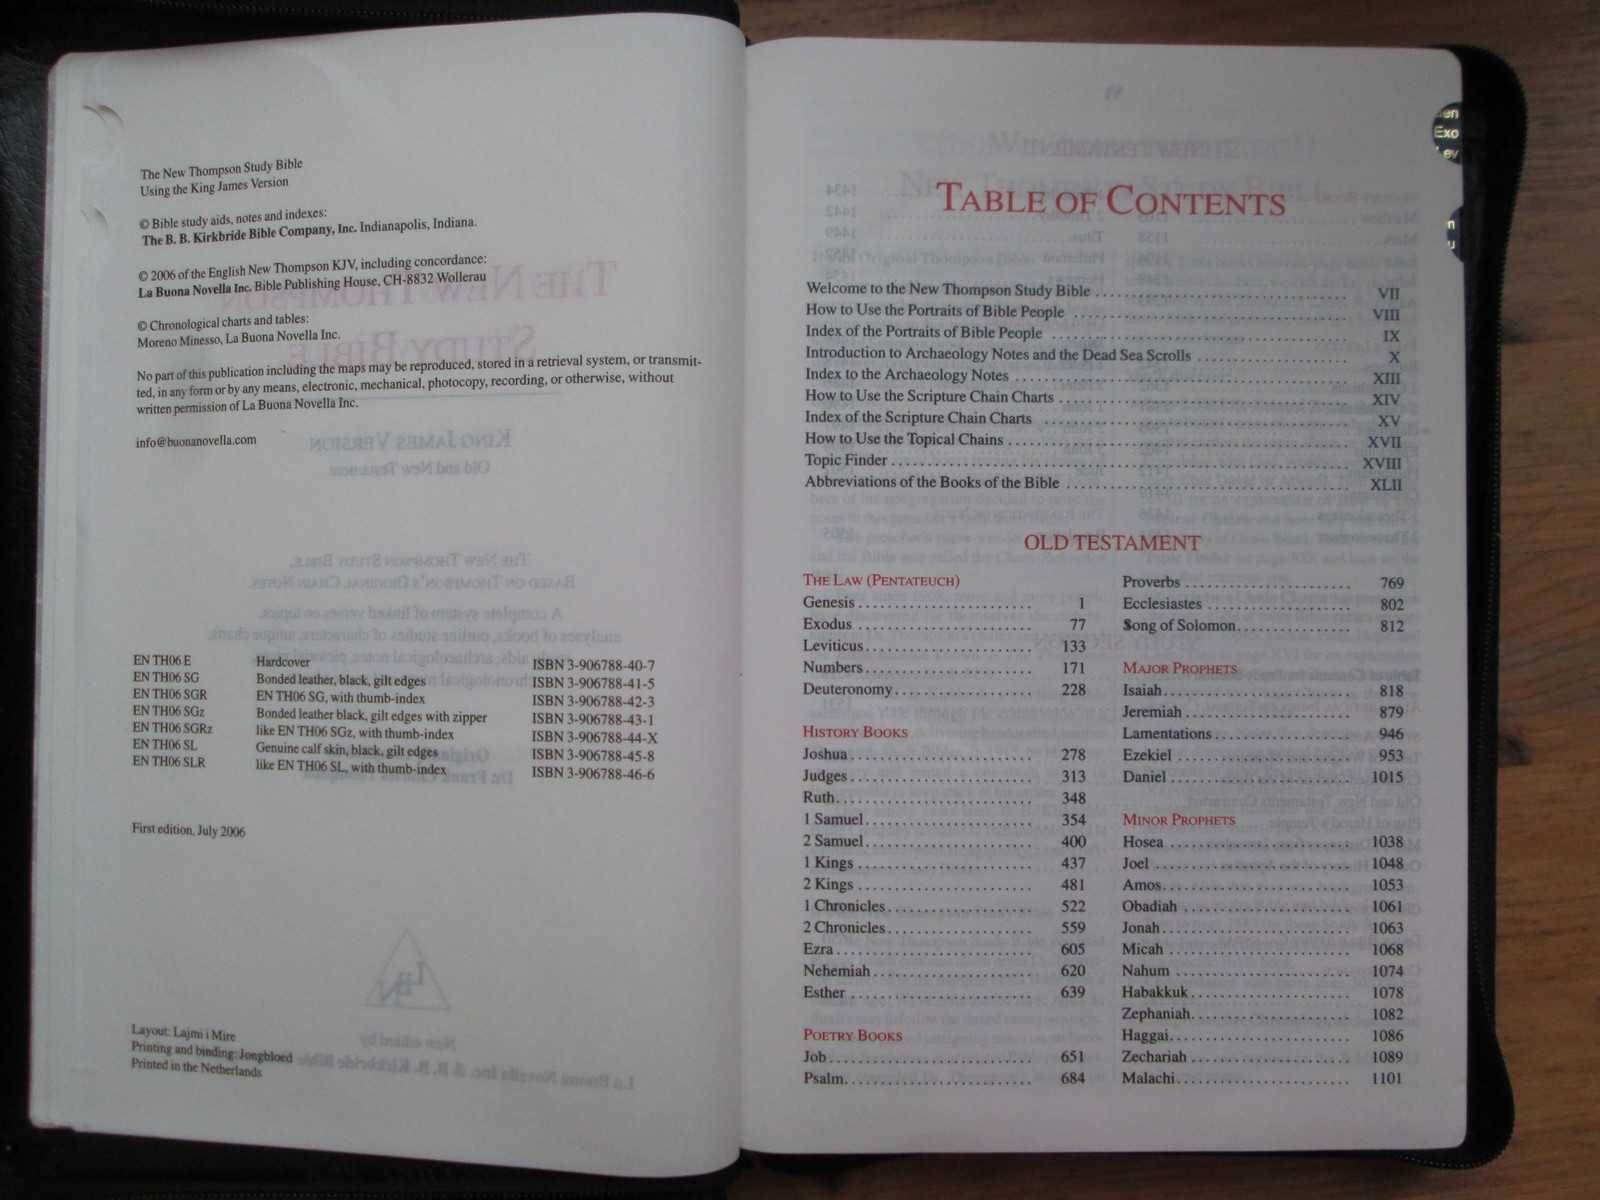 The New Thompson Study Bible
Using the King James Version
© Bible study aids, notes and indexes:
The B. B. Kirkbride Bible Company, Inc. Indianapolis, Indiana.
© 2006 of the English New Thompson KJV, including concordance:
La Buona Novella Inc. Bible Publishing House, CH-8832 Wollerau
© Chronological charts and tables:
Moreno Minesso, La Buona Novella Inc.
No part of this publication including the maps may be reproduced, stored in a retrieval system, or transmit-
ted, in any form or by any means, electronic, mechanical, photocopy, recording, or otherwise, without
written permission of La Buona Novella Inc.
info@buonanovella.com
EN TH06 E Hardcover ISBN 3-906788-40-7
EN TH06 SG Bonded leather, black, gilt edges ISBN 3-906788-41-5
EN TH06 SGR EN TH06 SG, with thumb-index ISBN 3-906788-42-3
EN TH06 SGz Bonded leather black, gilt edges with zipper ISBN 3-906788-43-1
EN TH06 SGRz like EN TH06 SGz, with thumb-index ISBN 3-906788-44-X
EN TH06 SL Genuine calf skin, black, gilt edges ISBN 3-906788-45-8
EN TH06 SLR like EN TH06 SL, with thumb-index ISBN 3-906788-46-6
First edition, July 2006
Layout: Lajmi i Mire
Printing and binding: Jongbloed
Printed in the Netherlands
TABLE OF CONTENTS
Welcome to the New Thompson Study Bible VII
How to Use the Portraits of Bible People VIII
Index of the Portraits of Bible People IX
Introduction to Archaeology Notes and the Dead Sea Scrolls X
Index to the Archaeology Notes XIII
How to Use the Scripture Chain Charts XIV
Index of the Scripture Chain Charts XV
How to Use the Topical Chains XVII
Topic Finder XVIII
Abbreviations of the Books of the Bible XLII
OLD TESTAMENT
THE LAW (PENTATEUCH)
Genesis 1
Exodus 77
Leviticus 133
Numbers 171
Deuteronomy 228
HISTORY BOOKS
Joshua 278
Judges 313
Ruth 348
1 Samuel 354
2 Samuel 400
1 Kings 437
2 Kings 481
1 Chronicles 522
2 Chronicles 559
Ezra 605
Nehemiah 620
Esther 639
POETRY BOOKS
Job 651
Psalm 684
Proverbs 769
Ecclesiastes 802
Song of Solomon 812
MAJOR PROPHETS
Isaiah 818
Jeremiah 879
Lamentations 946
Ezekiel 953
Daniel 1015
MINOR PROPHETS
Hosea 1038
Joel 1048
Amos 1053
Obadiah 1061
Jonah 1063
Micah 1068
Nahum 1074
Habakkuk 1078
Zephaniah 1082
Haggai 1086
Zechariah 1089
Malachi 1101
Exo